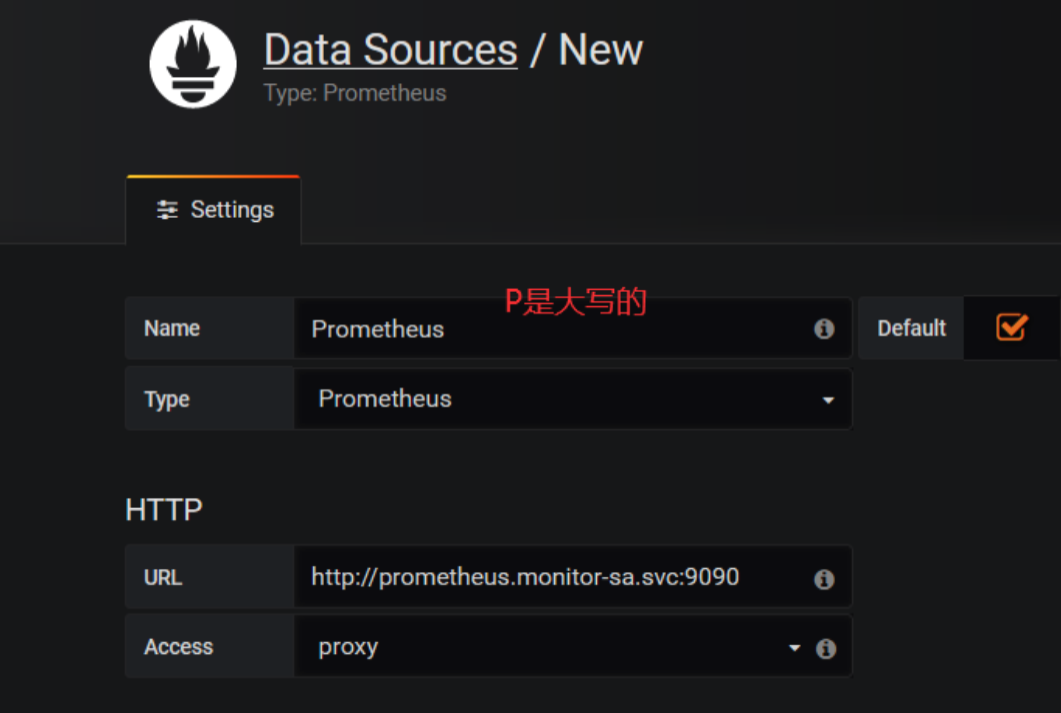 Data Sources / New
Type: Prometheus
Settings
P是大写的
Name Prometheus Default
Type Prometheus
HTTP
URL http://prometheus.monitor-sa.svc:9090
Access proxy